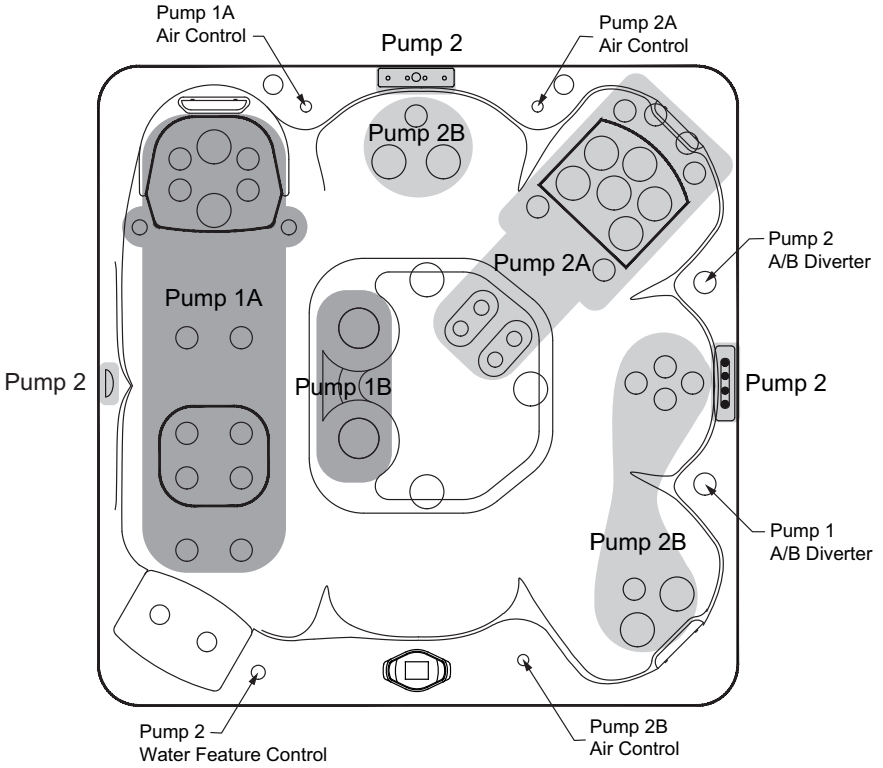 Pump 1A
Air Control
Pump 2A
Air Control
Pump 2
Pump 2B
Pump 2A
Pump 2
A/B Diverter
Pump 1A
Pump 2
Pump 1B
Pump 2
Pump 2B
Pump 1
A/B Diverter
Pump 2
Water Feature Control
Pump 2B
Air Control